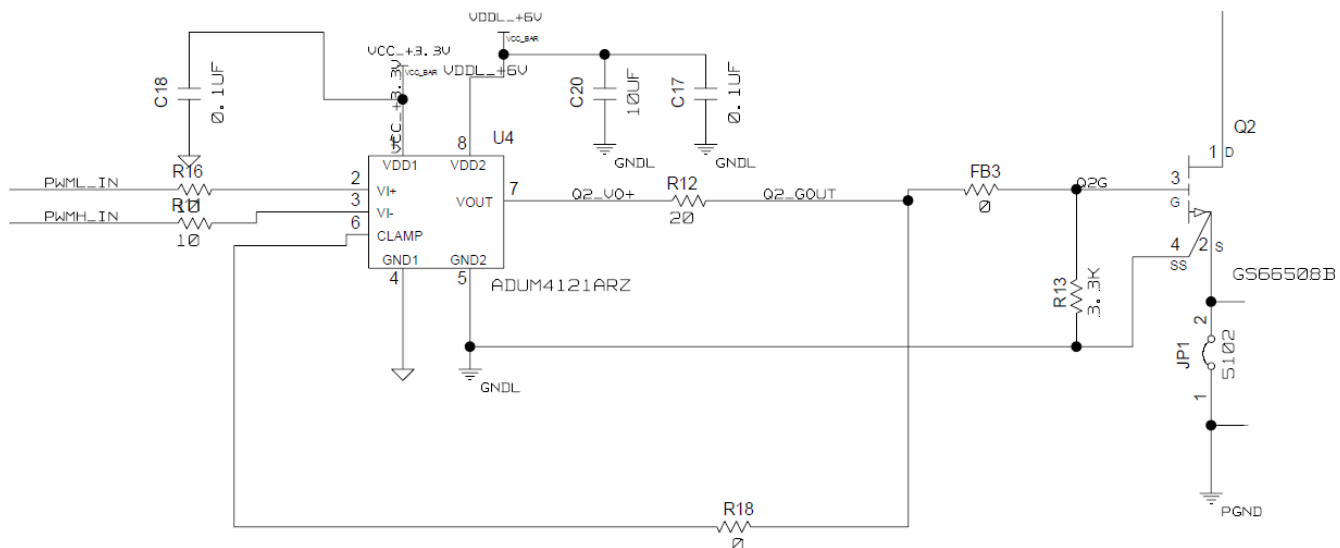 VDDL_+6V
VCC_BAR
VCC_+3.3V
VCC_BAR
VDDL_+6V
VCC_+3.3V
C18
0.1UF
C20
10UF
C17
0.1UF
GNDL
GNDL
U4
1
8
VDD1
VDD2
Q2
1
D
PWML_IN
R16
10
2
VI+
7
Q2_VO+
R12
20
Q2_GOUT
FB3
0
Q2G
3
G
PWMH_IN
R11
10
3
VI-
VOUT
6
CLAMP
GND1
GND2
4
5
ADUM4121ARZ
GNDL
R13
3.3K
4
SS
2
S
GS66508B
2
JP1
5102
1
PGND
R18
0